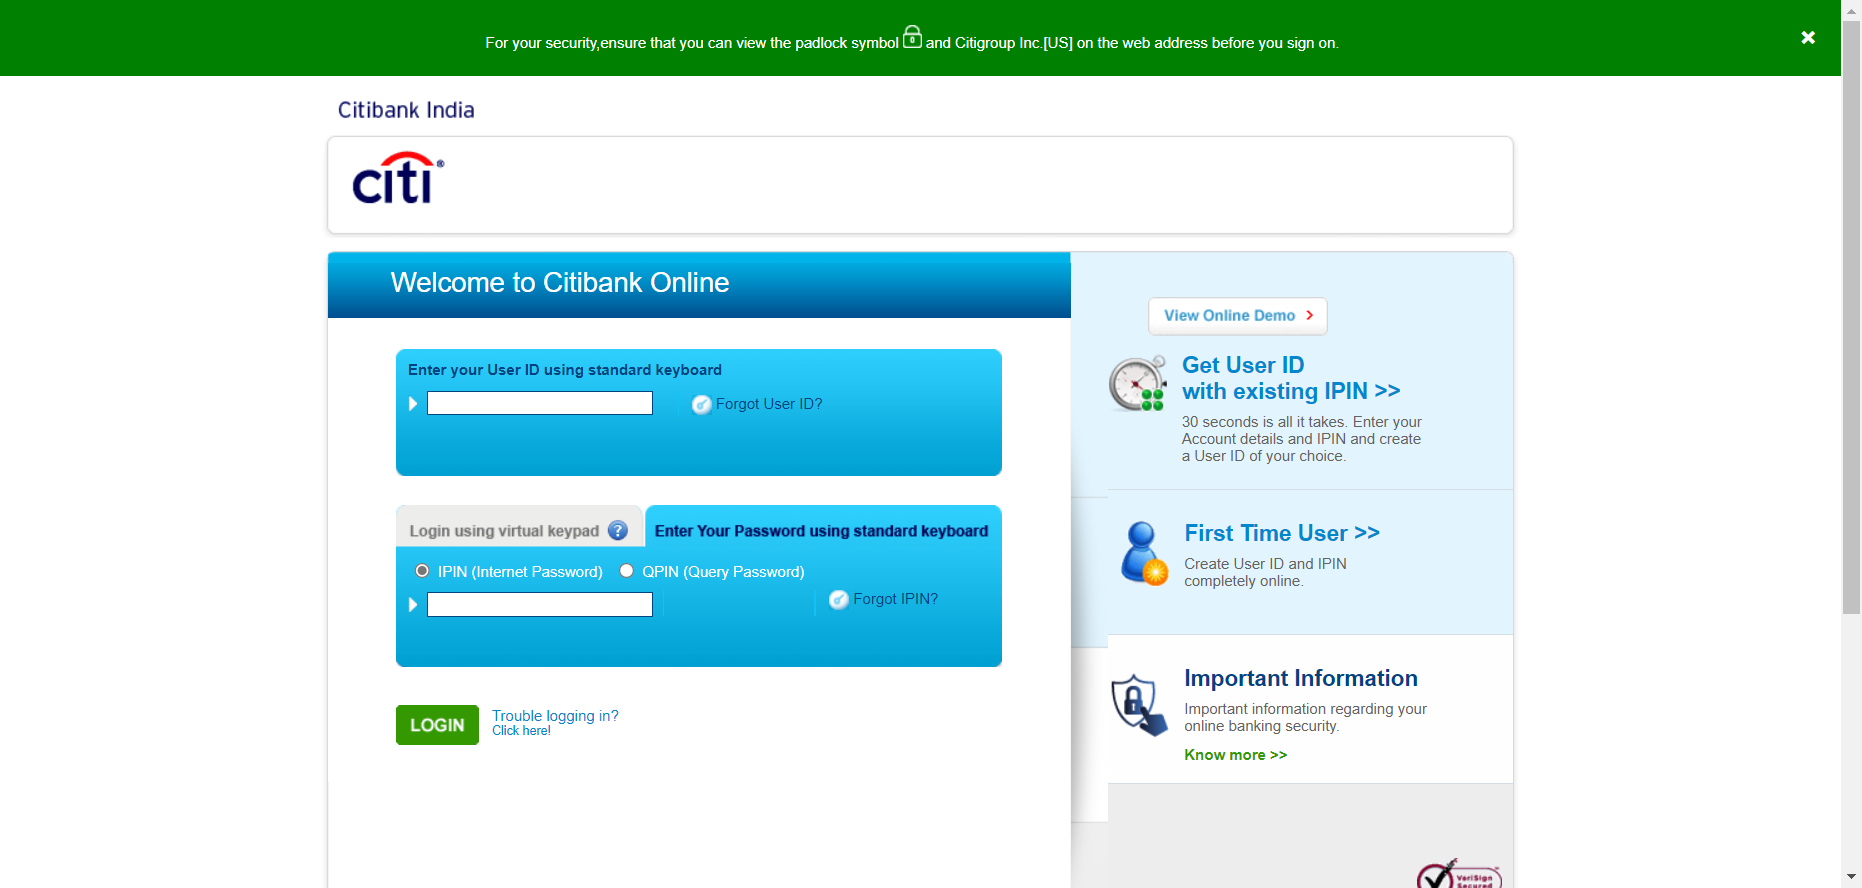 For your security,ensure that you can view the padlock symbol and Citigroup Inc.[US] on the web address before you sign on.
Citibank India
citi®
Welcome to Citibank Online
Enter your User ID using standard keyboard
Forgot User ID?
Login using virtual keypad ?
Enter Your Password using standard keyboard
IPIN (Internet Password)
QPIN (Query Password)
Forgot IPIN?
LOGIN
Trouble logging in?
Click here!
View Online Demo
Get User ID
with existing IPIN >>
30 seconds is all it takes. Enter your
Account details and IPIN and create
a User ID of your choice.
First Time User >>
Create User ID and IPIN
completely online.
Important Information
Important information regarding your
online banking security.
Know more >>
VeriSign
Secured